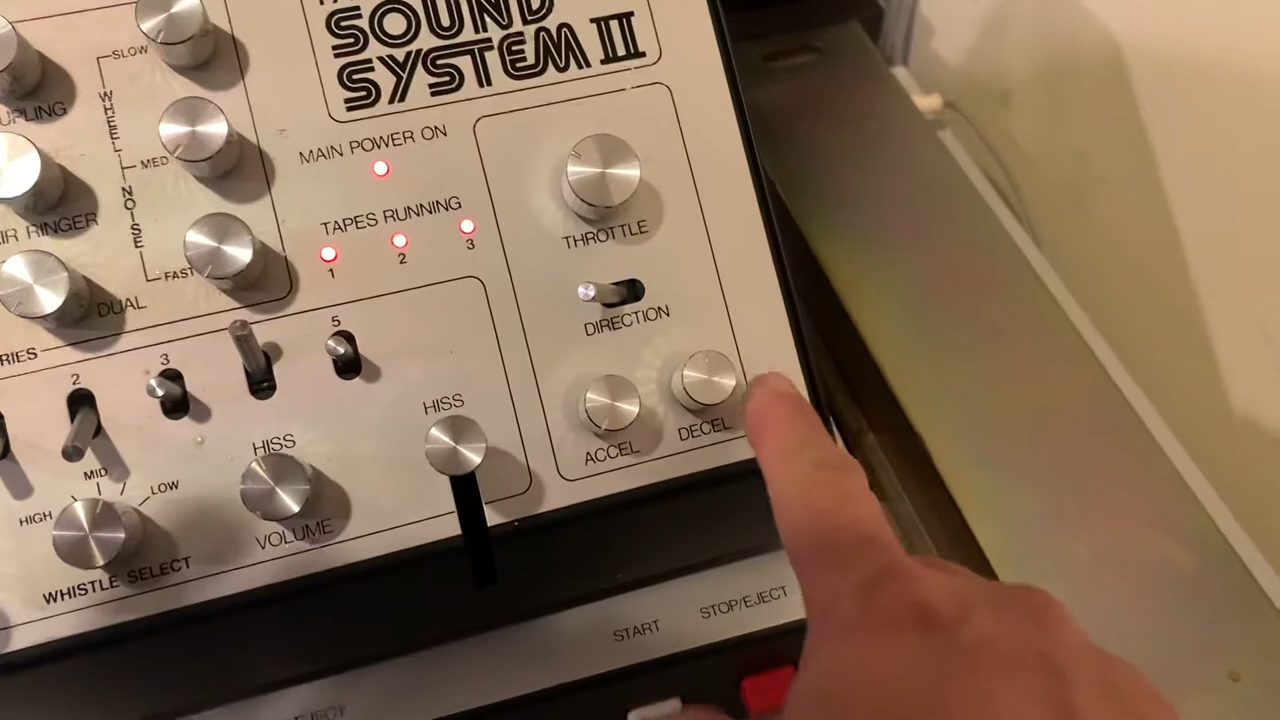 SOUND
SYSTEM II
SLOW
WHEEL
MED
NOISE
FAST
DUAL
MAIN POWER ON
TAPES RUNNING
1 2 3
THROTTLE
DIRECTION
ACCEL DECEL
2 3 5
HISS
HISS
VOLUME
HIGH MID LOW
WHISTLE SELECT
RINGER
START STOP/EJECT